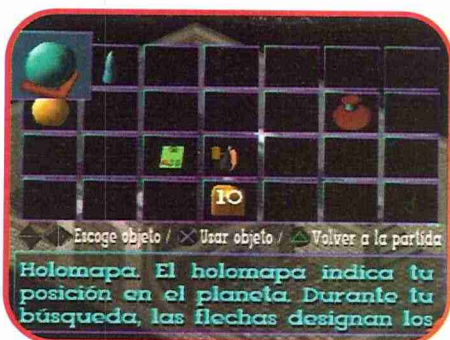 10
Escoge objeto / Usar objeto / Volver a la partida
Holomapa. El holomapa indica tu
posición en el planeta. Durante tu
búsqueda, las flechas designan los